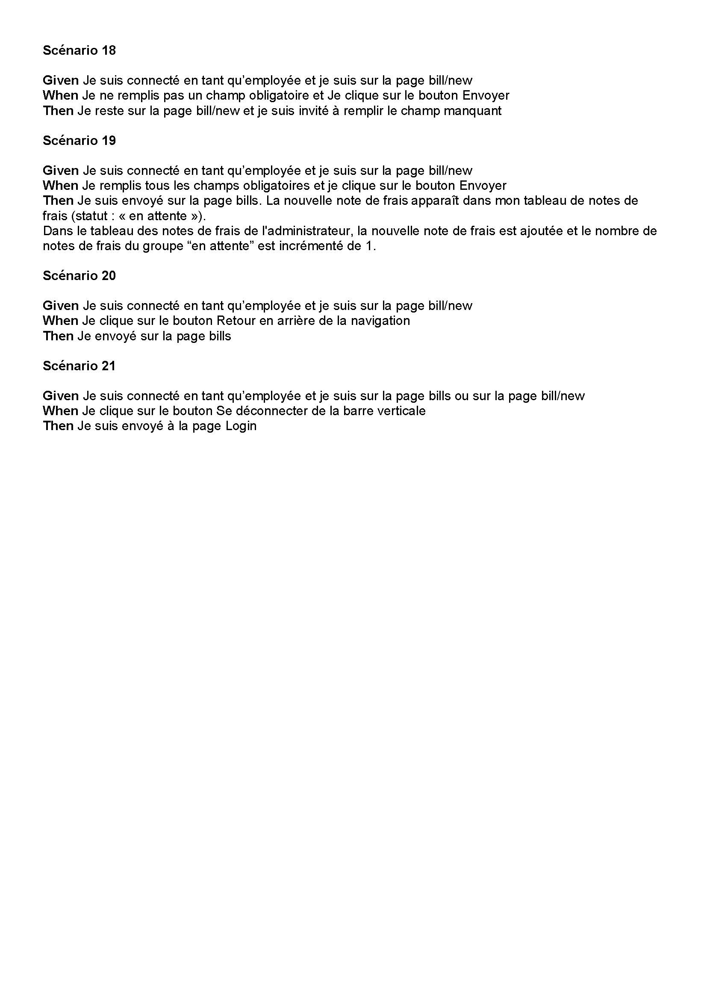 Scénario 18
Given Je suis connecté en tant qu’employée et je suis sur la page bill/new
When Je ne remplis pas un champ obligatoire et Je clique sur le bouton Envoyer
Then Je reste sur la page bill/new et je suis invité à remplir le champ manquant
Scénario 19
Given Je suis connecté en tant qu’employée et je suis sur la page bill/new
When Je remplis tous les champs obligatoires et je clique sur le bouton Envoyer
Then Je suis envoyé sur la page bills. La nouvelle note de frais apparaît dans mon tableau de notes de
frais (statut : « en attente »).
Dans le tableau des notes de frais de l'administrateur, la nouvelle note de frais est ajoutée et le nombre de
notes de frais du groupe “en attente” est incrémenté de 1.
Scénario 20
Given Je suis connecté en tant qu’employée et je suis sur la page bill/new
When Je clique sur le bouton Retour en arrière de la navigation
Then Je envoyé sur la page bills
Scénario 21
Given Je suis connecté en tant qu’employée et je suis sur la page bills ou sur la page bill/new
When Je clique sur le bouton Se déconnecter de la barre verticale
Then Je suis envoyé à la page Login